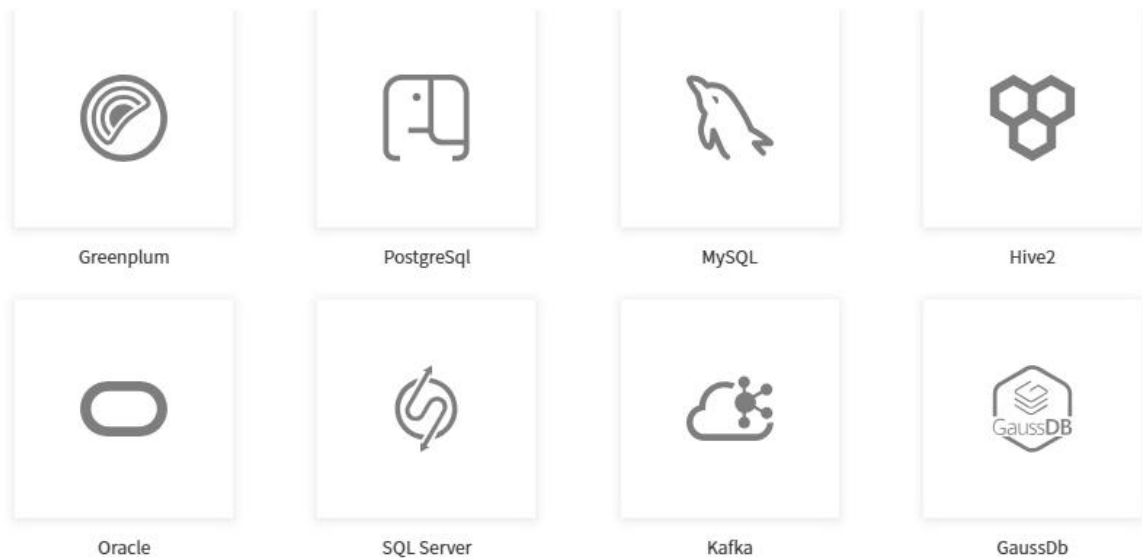 Greenplum
PostgreSql
MySQL
Hive2
GaussDB
Oracle
SQL Server
Kafka
GaussDb